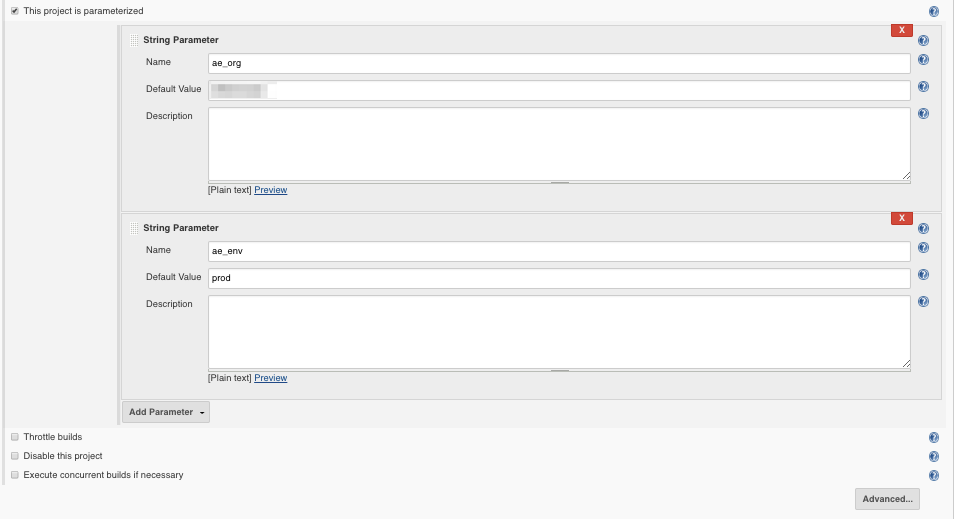 This project is parameterized
X
String Parameter
Name
ae_org
Default Value
Description
[Plain text] Preview
X
String Parameter
Name
ae_env
Default Value
prod
Description
[Plain text] Preview
Add Parameter
Throttle builds
Disable this project
Execute concurrent builds if necessary
Advanced...